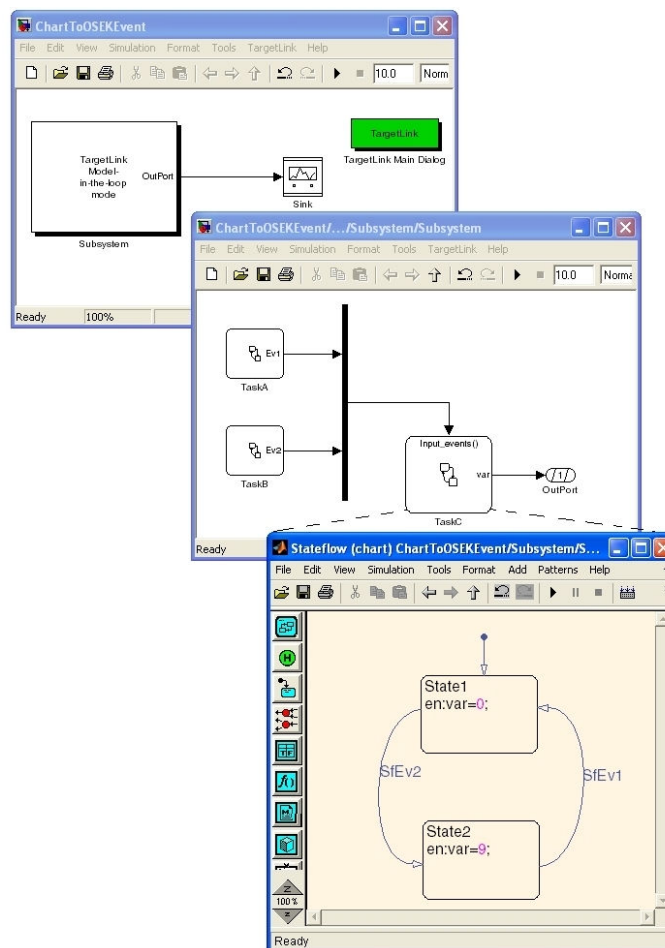 ChartToOSEKEvent
File Edit View Simulation Format Tools TargetLink Help
10.0 Norm
TargetLink
Model-
in-the-loop
mode
OutPort
Subsystem
Sink
TargetLink
TargetLink Main Dialog
Ready 100%
ChartToOSEKEvent/.../Subsystem/Subsystem
File Edit View Simulation Format Tools TargetLink Help
10.0 Norma
Ev1
TaskA
Ev2
TaskB
Input_events()
var
TaskC
/1/
OutPort
Ready
Stateflow (chart) ChartToOSEKEvent/Subsystem/S...
File Edit View Simulation Tools Format Add Patterns Help
H
f()
State1
en:var=0;
SfEv2
SfEv1
State2
en:var=9;
Z
100%
z
Ready